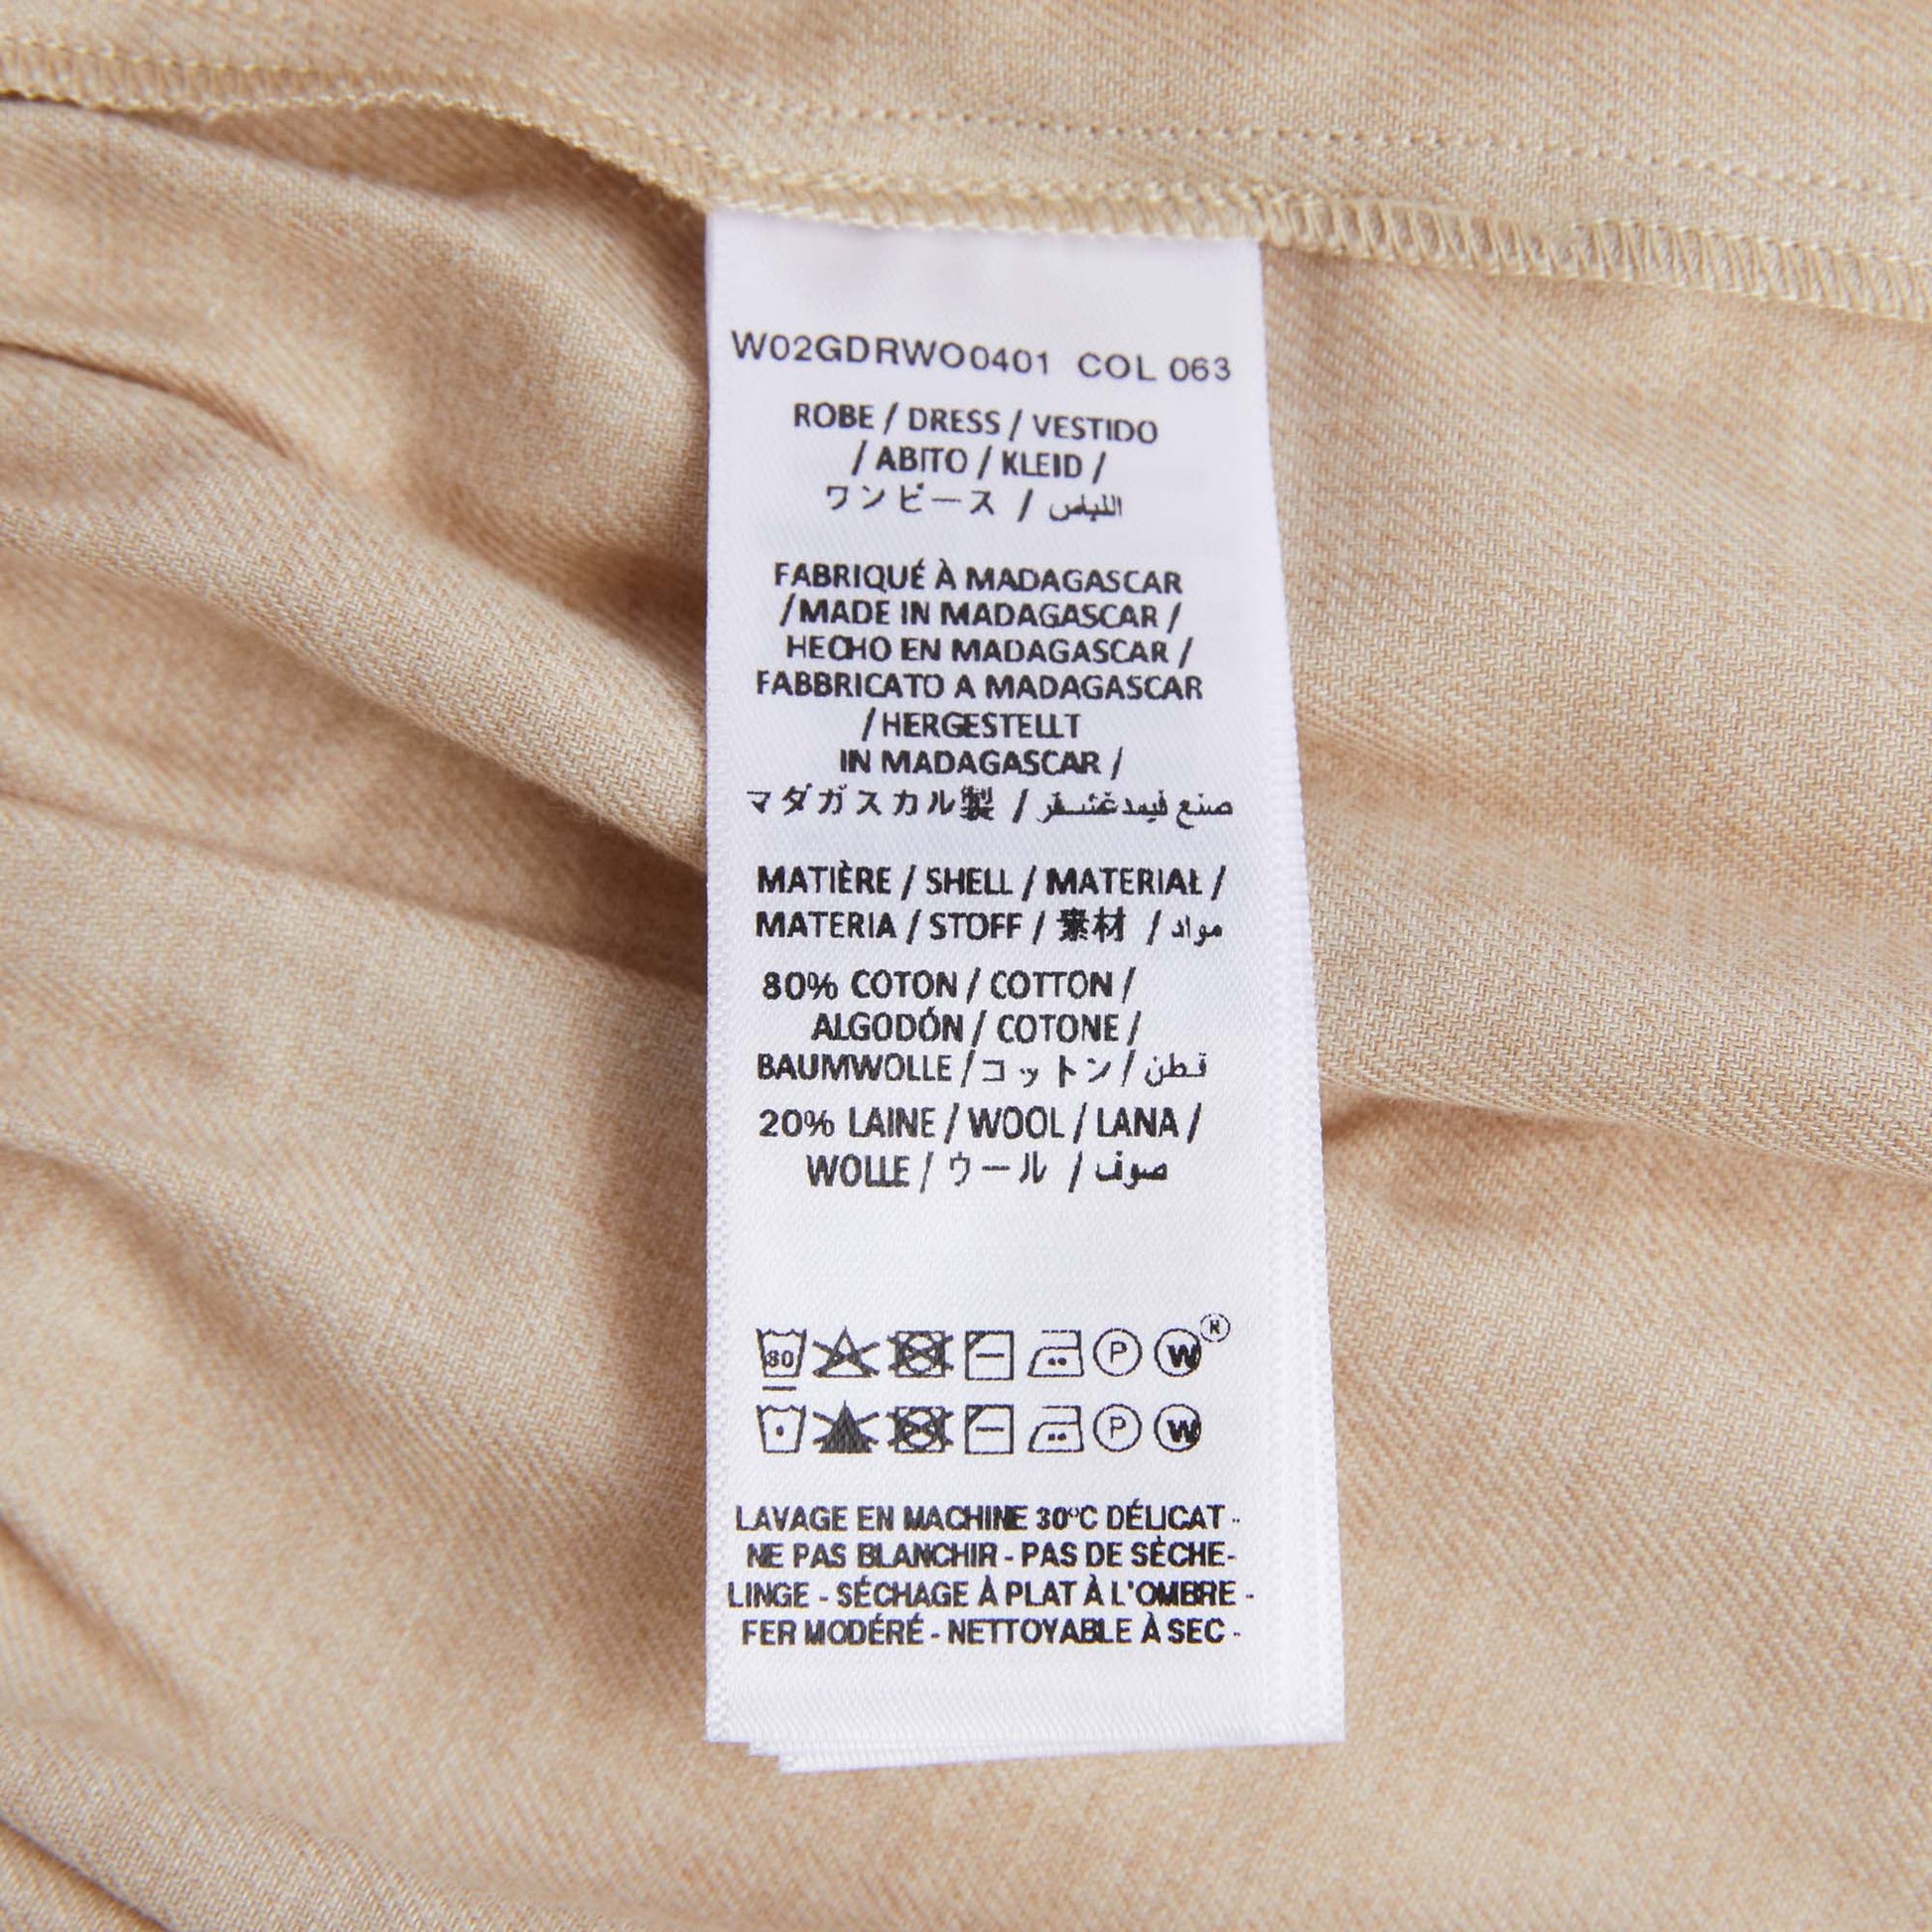 W02GDRWO0401 COL 063
ROBE / DRESS / VESTIDO
/ ABITO / KLEID /
ワンピース / اللباس
FABRIQUÉ À MADAGASCAR
/MADE IN MADAGASCAR /
HECHO EN MADAGASCAR /
FABBRICATO A MADAGASCAR
/HERGESTELLT
IN MADAGASCAR /
マダガスカル製 / صنع
MATIÈRE / SHELL / MATERIAL /
MATERIA / STOFF / 素材 / مواد
80% COTON / COTTON /
ALGODÓN / COTONE /
BAUMWOLLE /コットン/ قطن
20% LAINE / WOOL / LANA /
WOLLE / ウール / صوف
30 P W
P W
LAVAGE EN MACHINE 30°C DÉLICAT -
NE PAS BLANCHIR - PAS DE SÈCHE-
LINGE - SÉCHAGE À PLAT À L'OMBRE -
FER MODÉRÉ - NETTOYABLE À SEC -